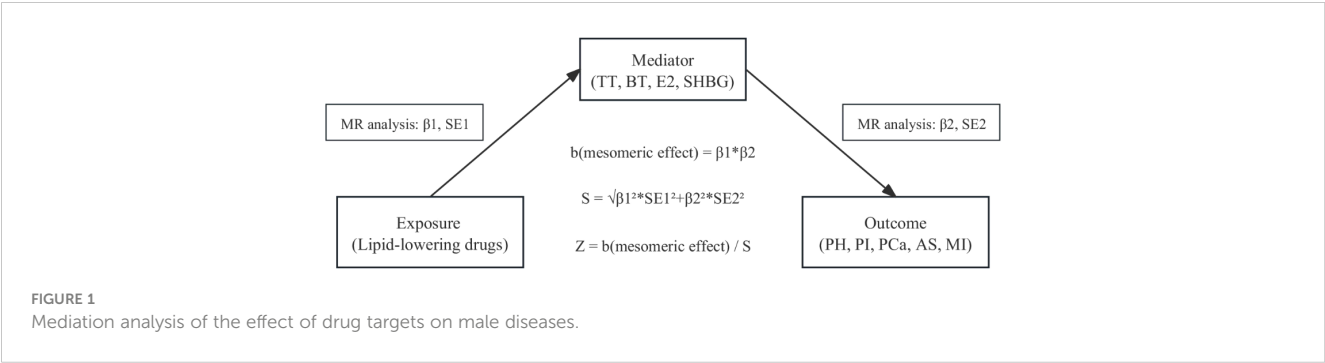 Mediator
(TT, BT, E2, SHBG)
MR analysis: β1, SE1
MR analysis: β2, SE2
b(mesomeric effect) = β1*β2
S = √β1²*SE1²+β2²*SE2²
Z = b(mesomeric effect) / S
Exposure
(Lipid-lowering drugs)
Outcome
(PH, PI, PCa, AS, MI)
FIGURE 1
Mediation analysis of the effect of drug targets on male diseases.